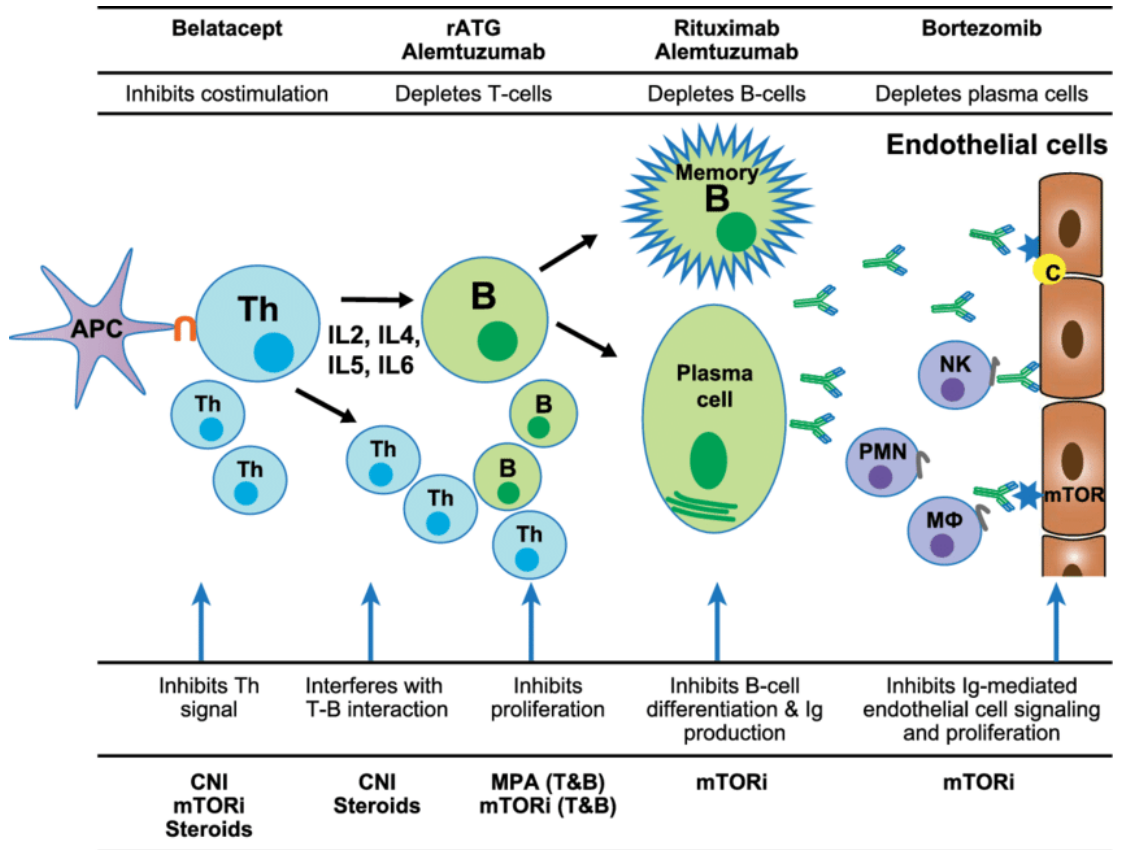 Belatacept
rATG
Alemtuzumab
Rituximab
Alemtuzumab
Bortezomib
Inhibits costimulation
Depletes T-cells
Depletes B-cells
Depletes plasma cells
Endothelial cells
Memory
B
C
APC
Th
B
IL2, IL4,
IL5, IL6
Plasma
cell
NK
Th
B
Th
Th
B
PMN
Th
mTOR
Th
MΦ
Inhibits Th
signal
Interferes with
T-B interaction
Inhibits
proliferation
Inhibits B-cell
differentiation & Ig
production
Inhibits Ig-mediated
endothelial cell signaling
and proliferation
CNI
mTORi
Steroids
CNI
Steroids
MPA (T&B)
mTORi (T&B)
mTORi
mTORi